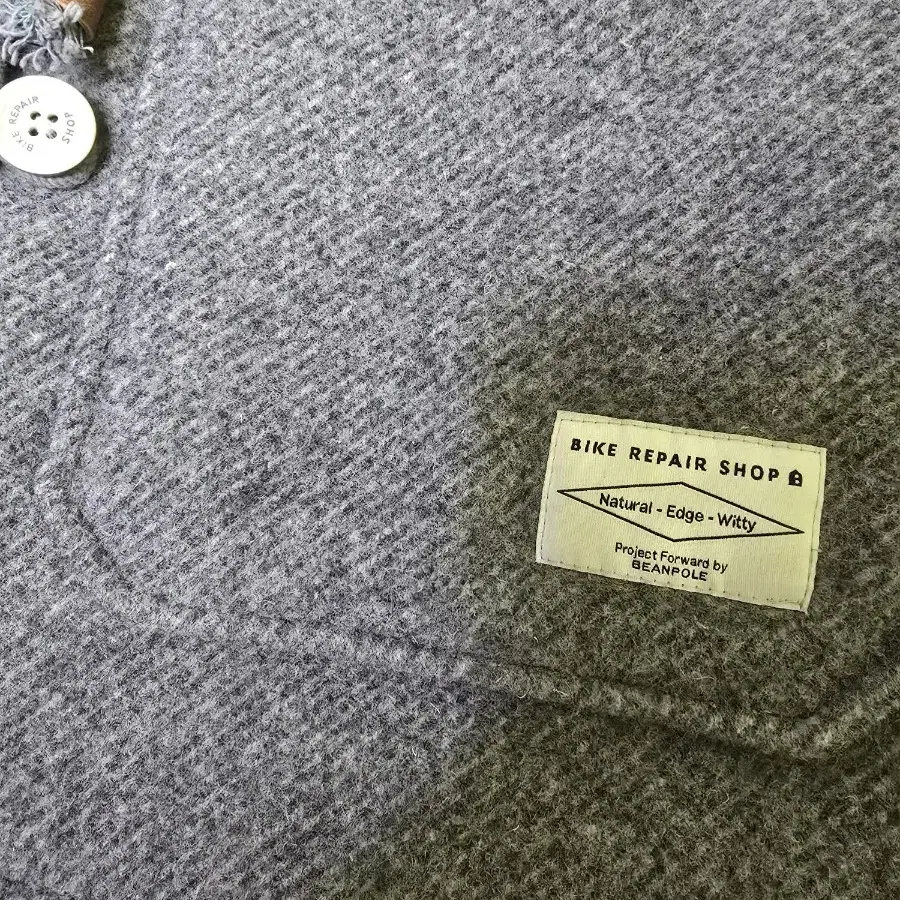 BIKE REPAIR SHOP
BIKE REPAIR SHOP
Natural - Edge - Witty
Project Forward by
BEANPOLE